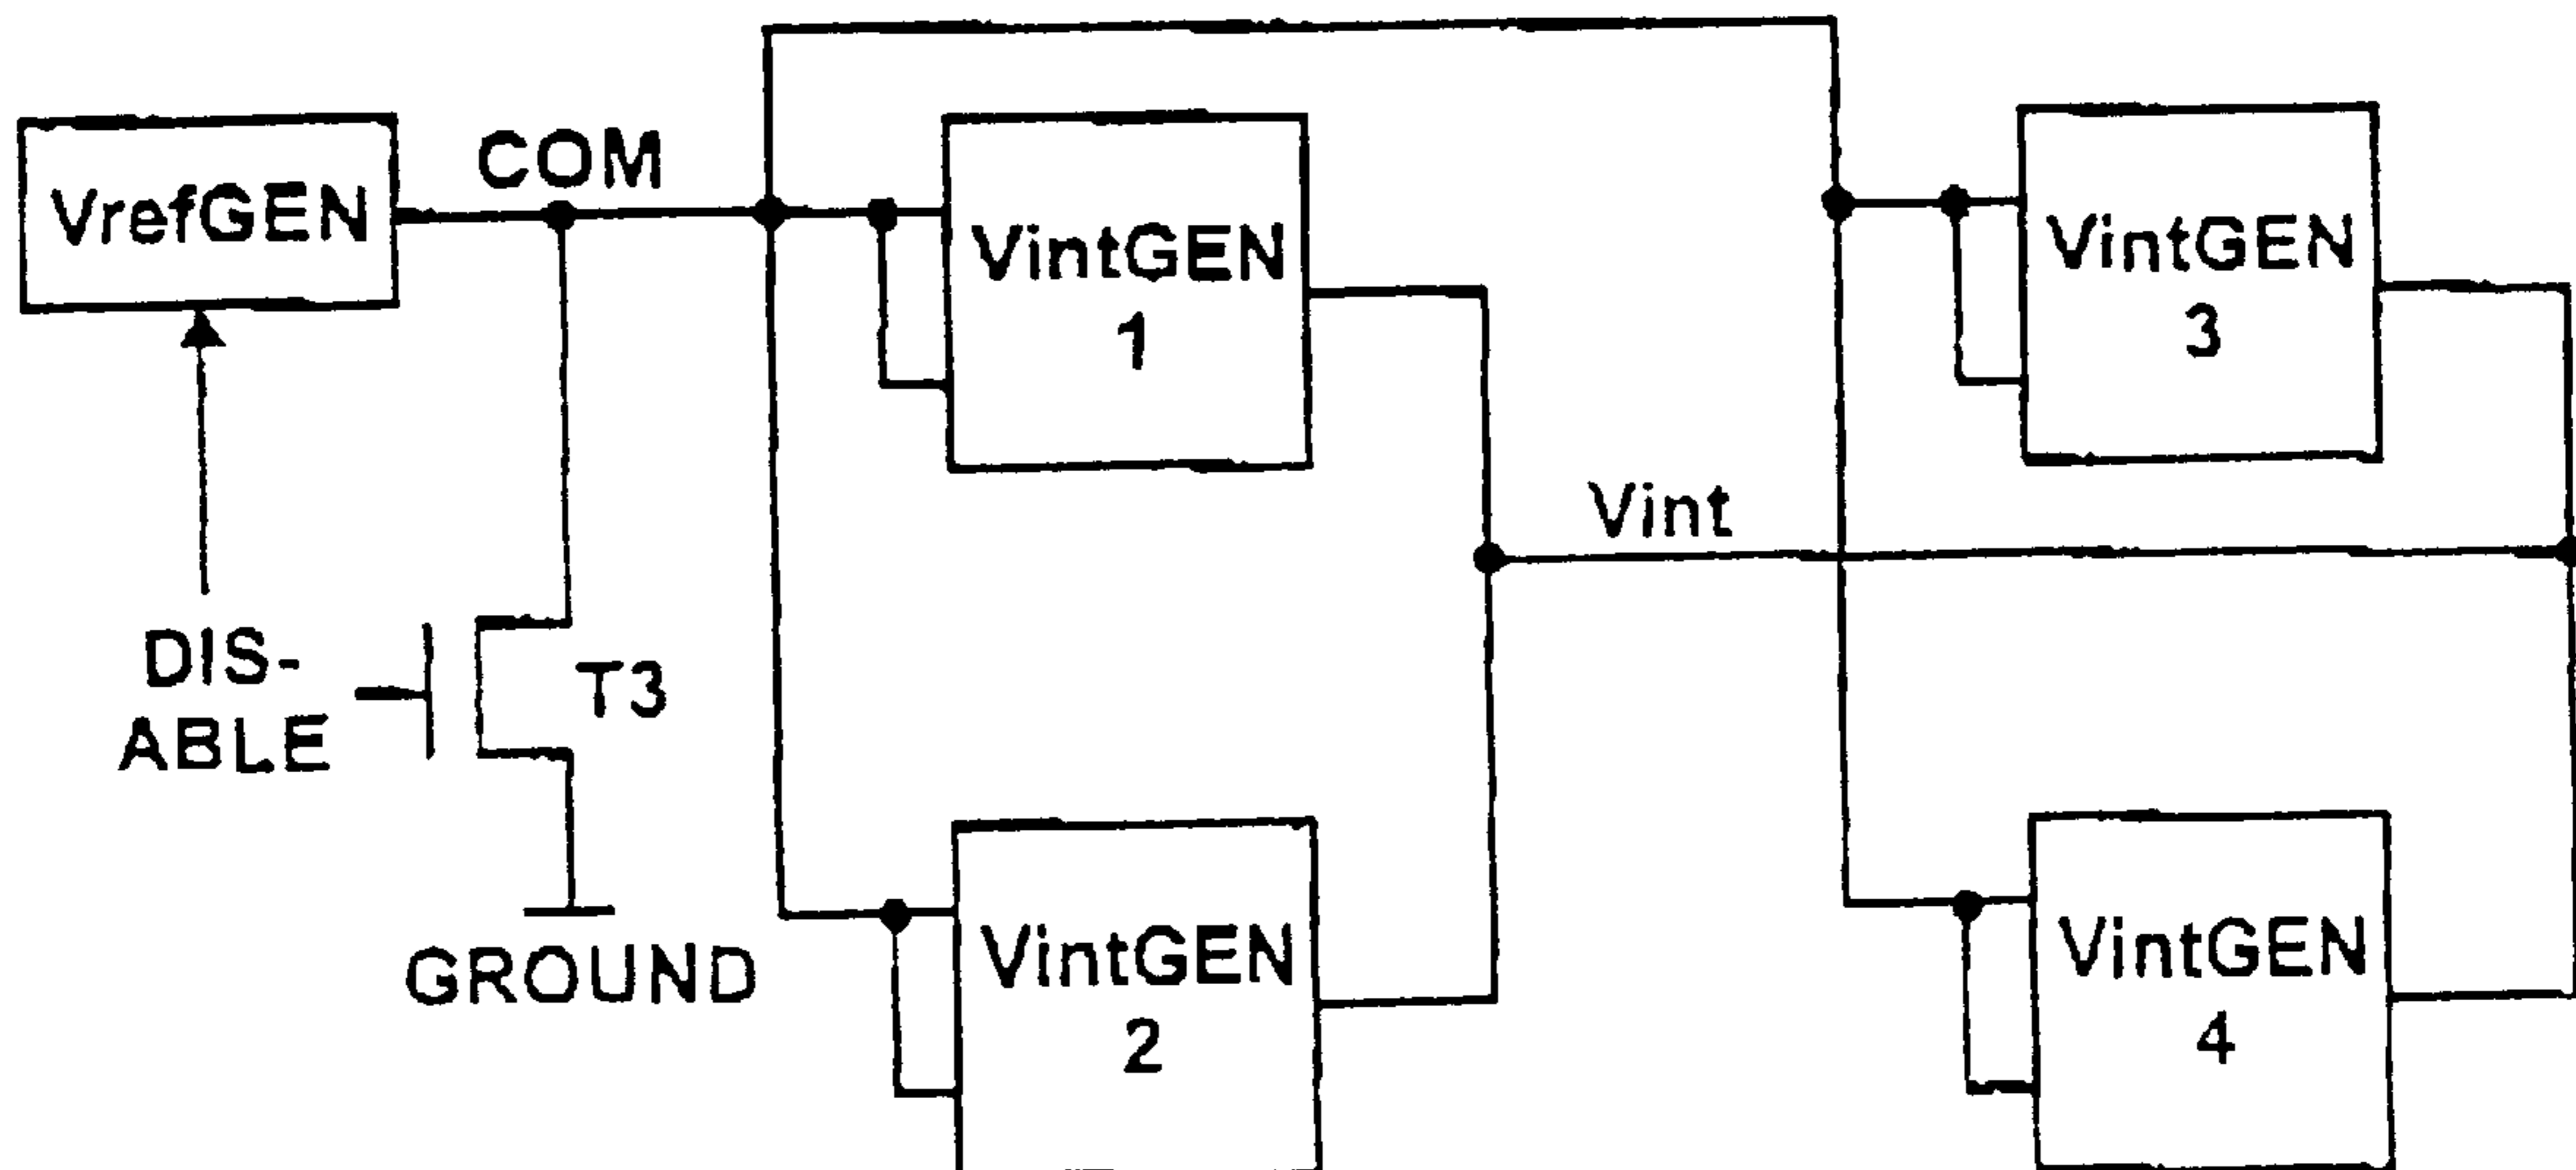 COM
VrefGEN
VintGEN
1
VintGEN
3
Vint
DIS-
ABLE
T3
GROUND
VintGEN
2
VintGEN
4